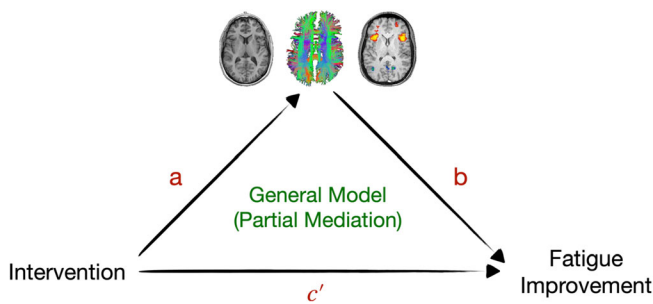 a
b
General Model
(Partial Mediation)
Intervention
c′
Fatigue
Improvement